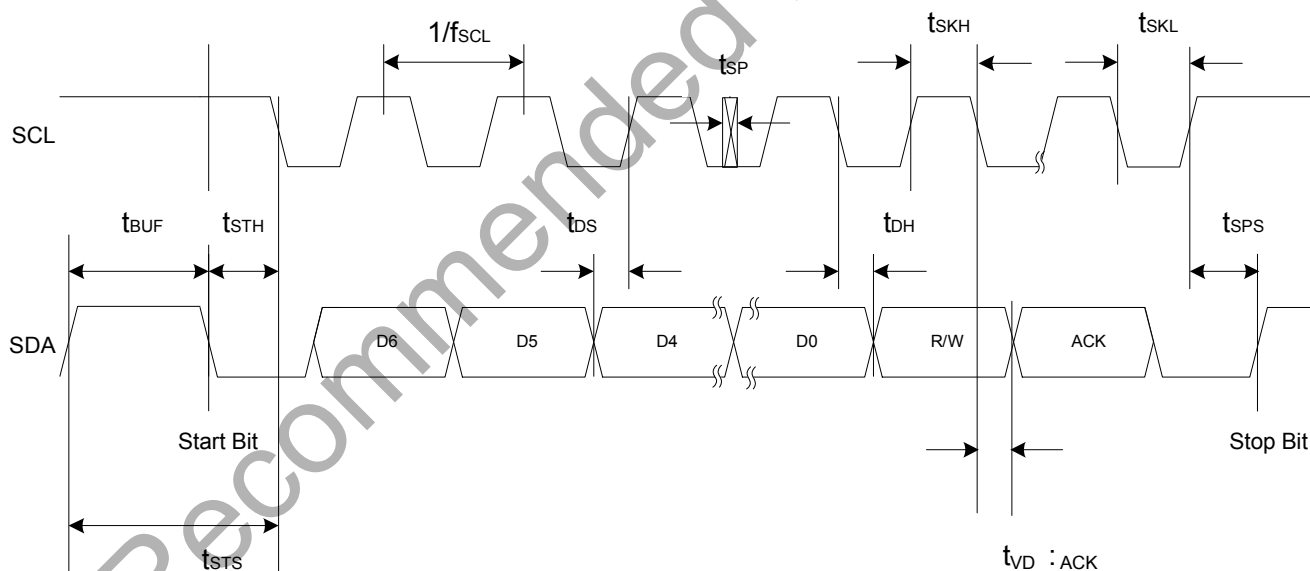 1/fSCL
tSKH
tSKL
tSP
SCL
tBUF
tSTH
tDS
tDH
tSPS
SDA
D6
D5
D4
D0
R/W
ACK
Start Bit
Stop Bit
tSTS
tVD : ACK
Recommended